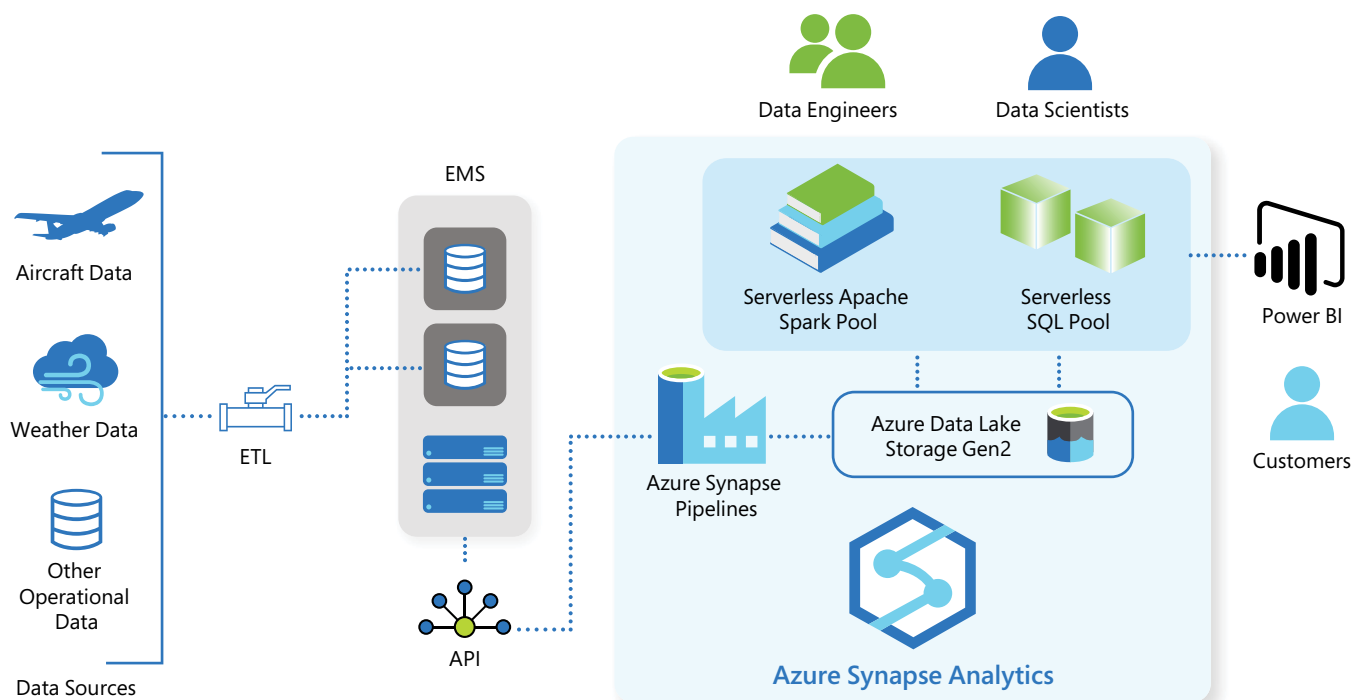 Data Engineers
Data Scientists
EMS
Aircraft Data
Serverless Apache
Spark Pool
Serverless
SQL Pool
Power BI
Weather Data
ETL
Azure Data Lake
Storage Gen2
Customers
Azure Synapse
Pipelines
Other
Operational
Data
API
Azure Synapse Analytics
Data Sources